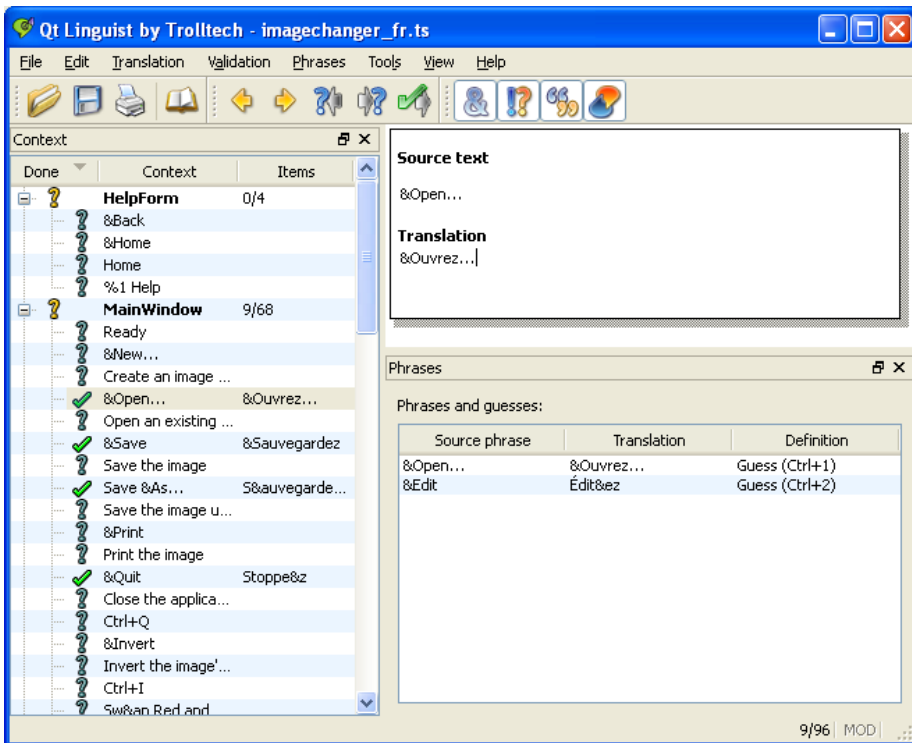 Qt Linguist by Trolltech - imagechanger_fr.ts
File Edit Translation Validation Phrases Tools View Help
Context
Done Context Items
HelpForm 0/4
&Back
&Home
Home
%1 Help
MainWindow 9/68
Ready
&New...
Create an image ...
&Open... &Ouvrez...
Open an existing ...
&Save &Sauvegardez
Save the image
Save &As... S&auvegarde...
Save the image u...
&Print
Print the image
&Quit Stoppe&z
Close the applica...
Ctrl+Q
&Invert
Invert the image'...
Ctrl+I
Red and
Source text
&Open...
Translation
&Ouvrez...
Phrases
Phrases and guesses:
Source phrase Translation Definition
&Open... &Ouvrez... Guess (Ctrl+1)
&Edit Édit&ez Guess (Ctrl+2)
9/96 MOD